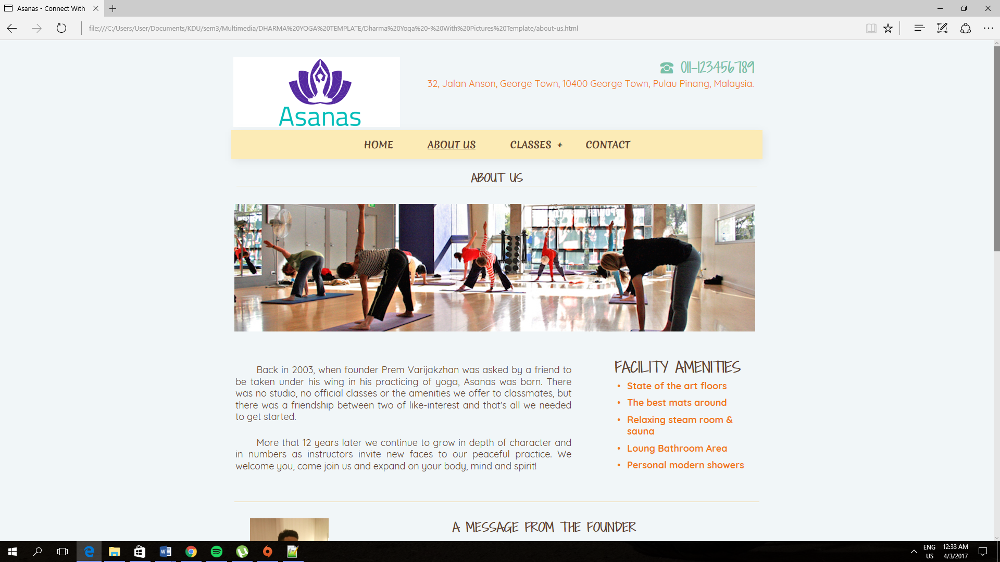 Asanas - Connect With
file:///C:/Users/User/Documents/KDU/sem3/Multimedia/DHARMA%20YOGA%20TEMPLATE/Dharma%20Yoga%20-%20With%20Pictures%20Template/about-us.html
Asanas
011-123456789
32, Jalan Anson, George Town, 10400 George Town, Pulau Pinang, Malaysia.
HOME ABOUT US CLASSES + CONTACT
ABOUT US
Back in 2003, when founder Prem Varijakzhan was asked by a friend to
be taken under his wing in his practicing of yoga, Asanas was born. There
was no studio, no official classes or the amenities we offer to classmates, but
there was a friendship between two of like-interest and that's all we needed
to get started.
More that 12 years later we continue to grow in depth of character and
in numbers as instructors invite new faces to our peaceful practice. We
welcome you, come join us and expand on your body, mind and spirit!
FACILITY AMENITIES
• State of the art floors
• The best mats around
• Relaxing steam room &
sauna
• Loung Bathroom Area
• Personal modern showers
A MESSAGE FROM THE FOUNDER
ENG
US
12:33 AM
4/3/2017